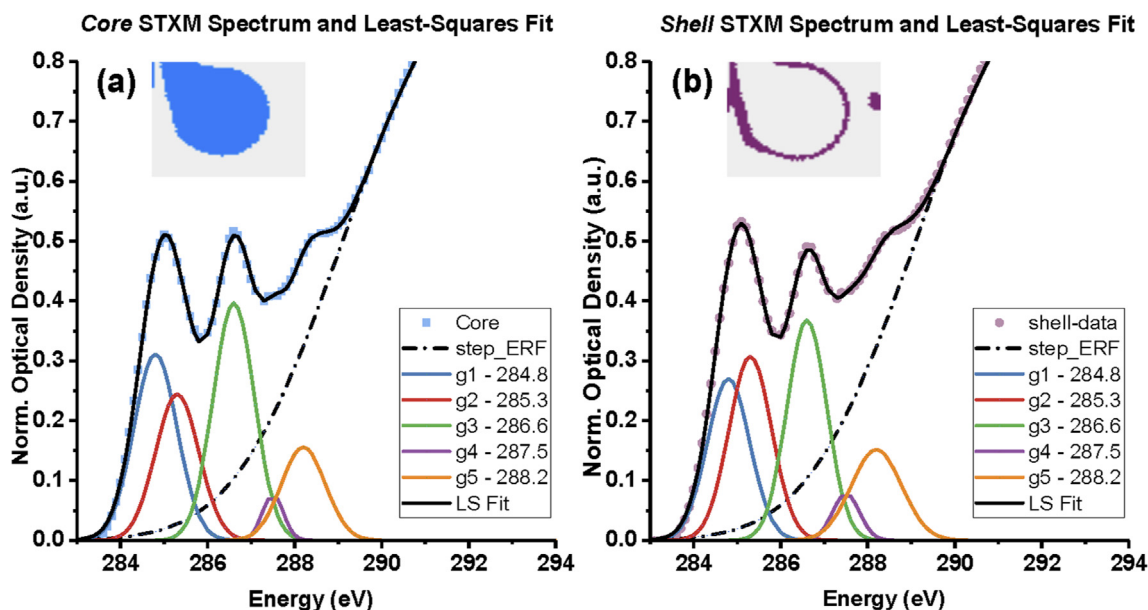 Core STXM Spectrum and Least-Squares Fit
(a)
Norm. Optical Density (a.u.)
0.8
0.7
0.6
0.5
0.4
0.3
0.2
0.1
0.0
Core
step_ERF
g1 - 284.8
g2 - 285.3
g3 - 286.6
g4 - 287.5
g5 - 288.2
LS Fit
284 286 288 290 292 294
Energy (eV)
Shell STXM Spectrum and Least-Squares Fit
(b)
Norm. Optical Density (a.u.)
0.8
0.7
0.6
0.5
0.4
0.3
0.2
0.1
0.0
shell-data
step_ERF
g1 - 284.8
g2 - 285.3
g3 - 286.6
g4 - 287.5
g5 - 288.2
LS Fit
284 286 288 290 292 294
Energy (eV)